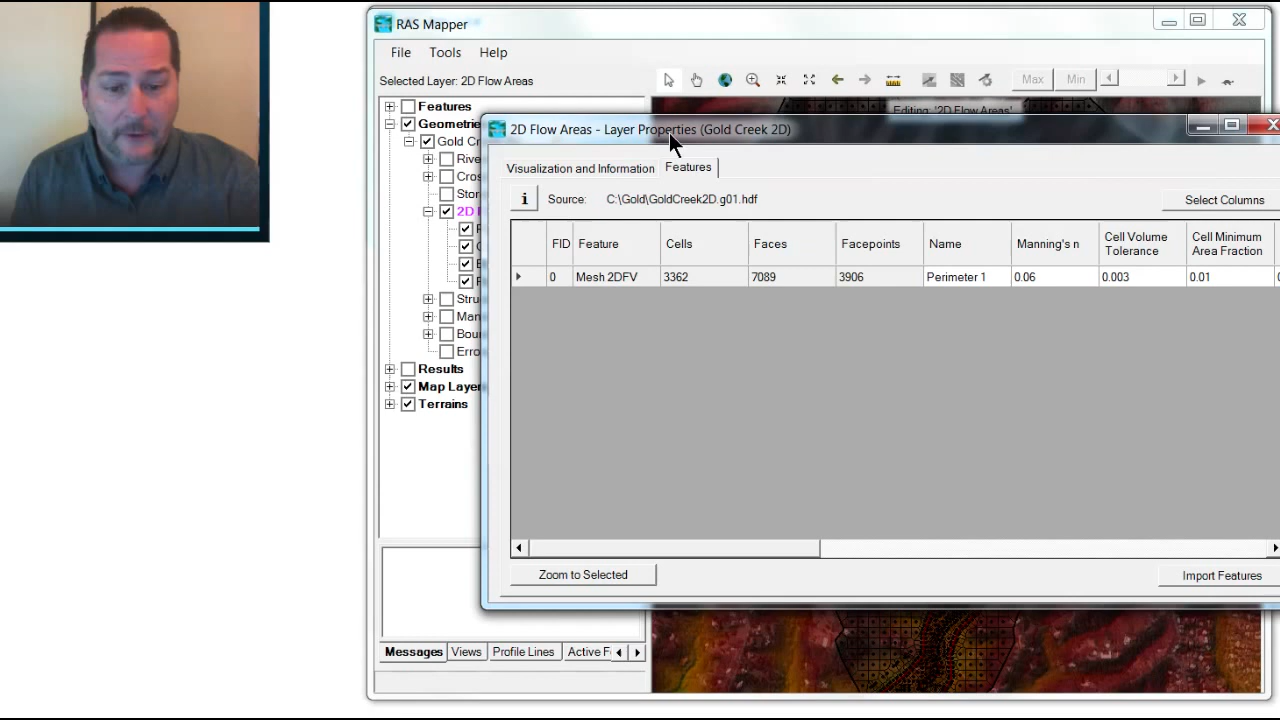 RAS Mapper
File Tools Help
Selected Layer: 2D Flow Areas
Max Min
Features
Geometrie
Gold Cr
Rive
Cros
Stor
2D
Stru
Man
Bou
Erro
Results
Map Laye
Terrains
Editing: '2D Flow Areas'
2D Flow Areas - Layer Properties (Gold Creek 2D)
Visualization and Information Features
i Source: C:\Gold\GoldCreek2D.g01.hdf Select Columns
FID Feature Cells Faces Facepoints Name Manning's n Cell Volume Tolerance Cell Minimum Area Fraction
0 Mesh 2DFV 3362 7089 3906 Perimeter 1 0.06 0.003 0.01
Zoom to Selected Import Features
Messages Views Profile Lines Active F